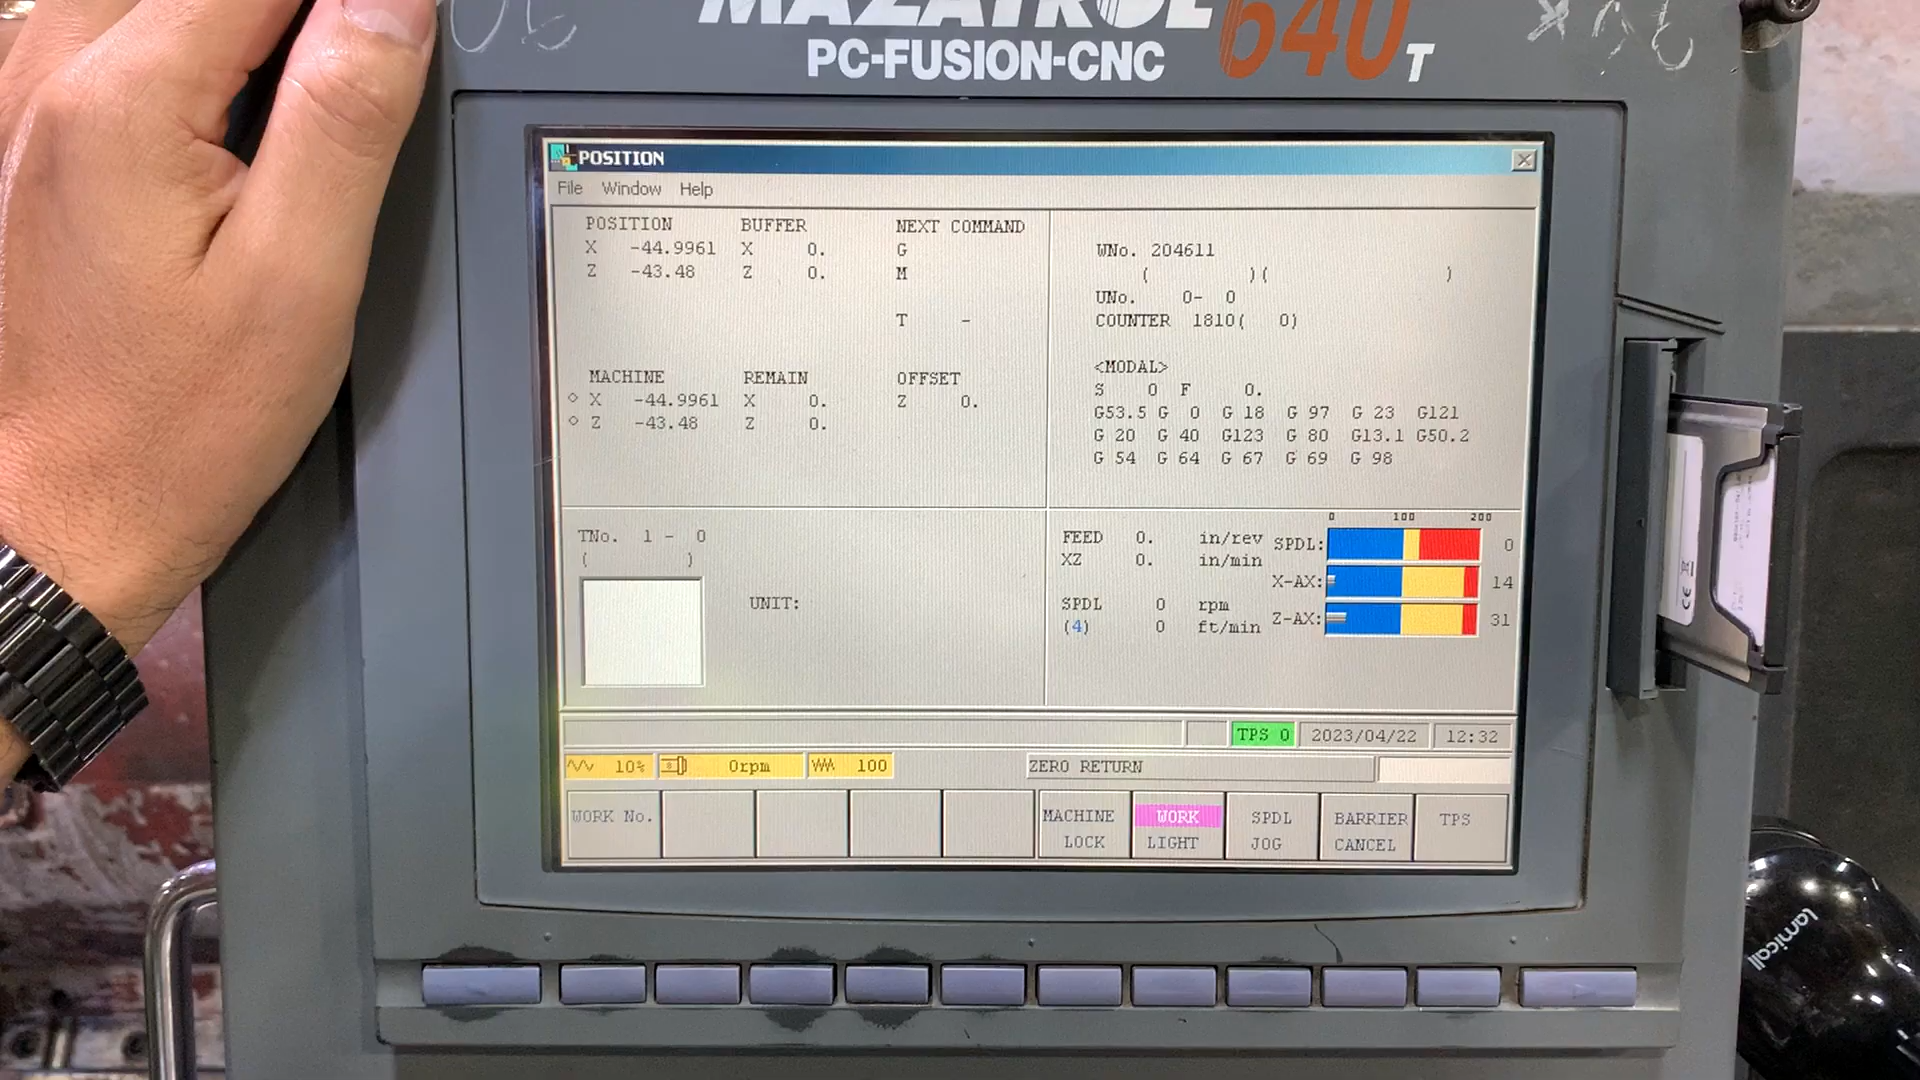 MAZATROL 640 T
PC-FUSION-CNC
POSITION
File Window Help
POSITION BUFFER NEXT COMMAND
X -44.9961 X 0. G
Z -43.48 Z 0. M
T -
MACHINE REMAIN OFFSET
X -44.9961 X 0. Z 0.
Z -43.48 Z 0.
WNo. 204611
( )( )
UNo. 0- 0
COUNTER 1810( 0)
<MODAL>
S 0 F 0.
G53.5 G 0 G 18 G 97 G 23 G121
G 20 G 40 G123 G 80 G13.1 G50.2
G 54 G 64 G 67 G 69 G 98
TNo. 1 - 0
( )
UNIT:
0 100 200
FEED 0. in/rev SPDL: 0
XZ 0. in/min X-AX: 14
SPDL 0 rpm Z-AX: 31
(4) 0 ft/min
TPS 0 2023/04/22 12:32
10% 0rpm 100 ZERO RETURN
WORK No. MACHINE LOCK WORK LIGHT SPDL JOG BARRIER CANCEL TPS
CE
lamicall